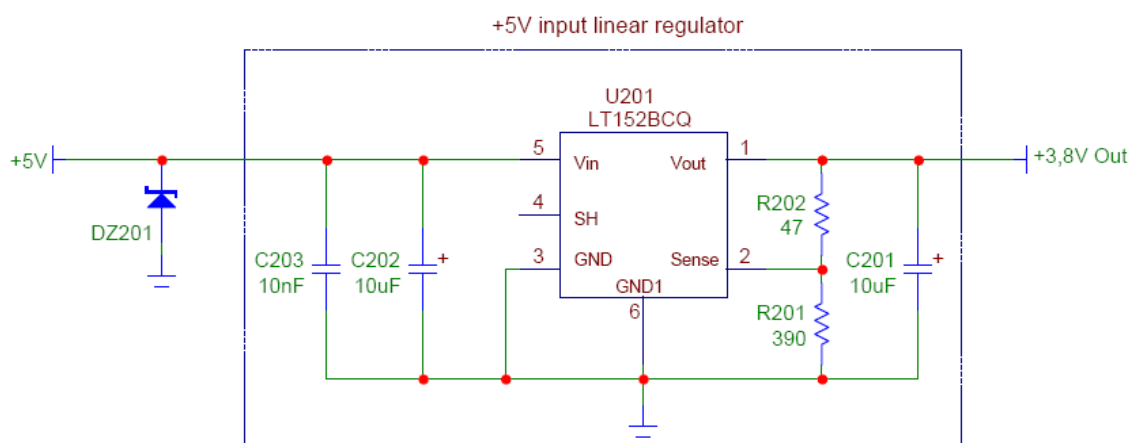 +5V input linear regulator
U201
LT152BCQ
+5V
5
Vin
Vout
1
+3,8V Out
DZ201
4
SH
R202
47
C203
10nF
C202
10uF
+
3
GND
Sense
2
C201
10uF
+
GND1
6
R201
390